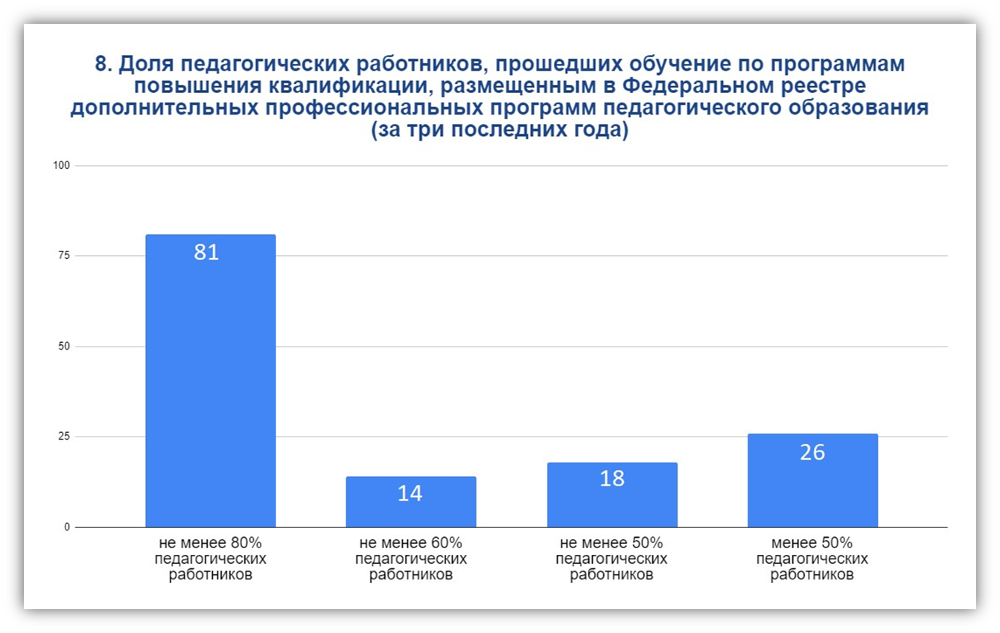 8. Доля педагогических работников, прошедших обучение по программам
повышения квалификации, размещенным в Федеральном реестре
дополнительных профессиональных программ педагогического образования
(за три последних года)
100
75
50
25
0
81
14
18
26
не менее 80%
педагогических
работников
не менее 60%
педагогических
работников
не менее 50%
педагогических
работников
менее 50%
педагогических
работников